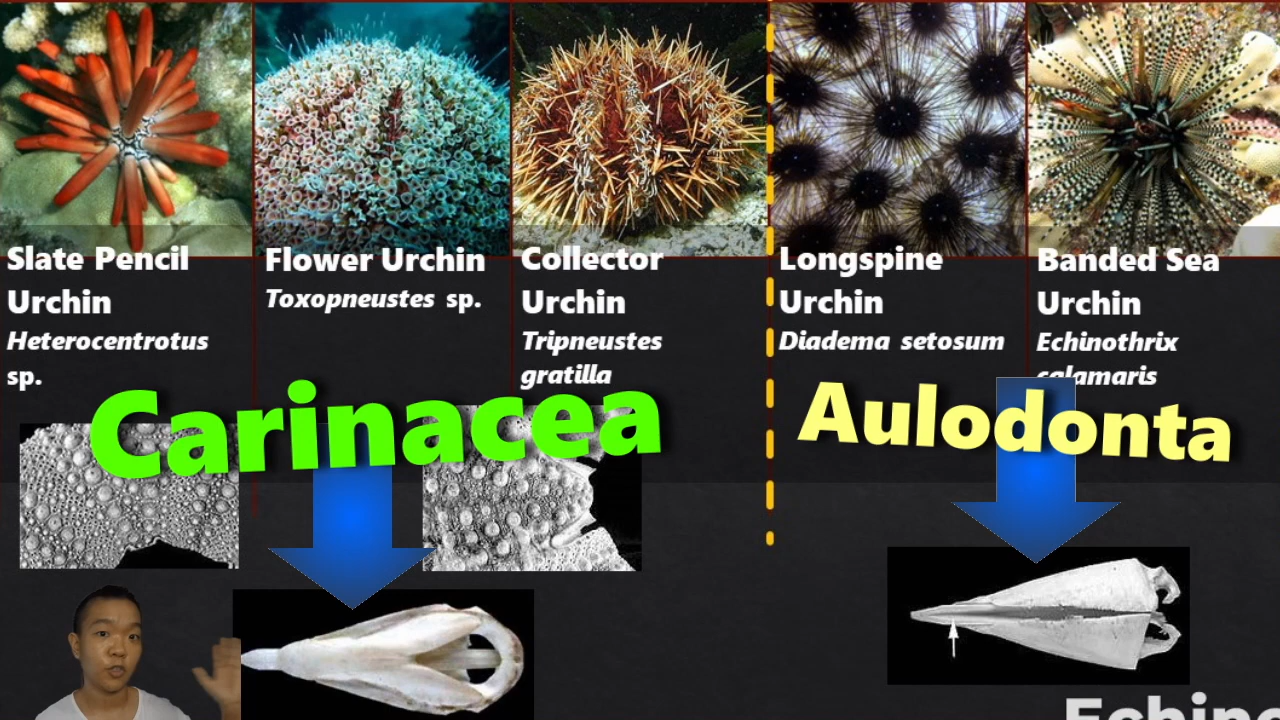 Slate Pencil
Urchin
Heterocentrotus
sp.
Flower Urchin
Toxopneustes sp.
Collector
Urchin
Tripneustes
gratilla
Longspine
Urchin
Diadema setosum
Banded Sea
Urchin
Echinothrix
calamaris
Carinacea
Aulodonta